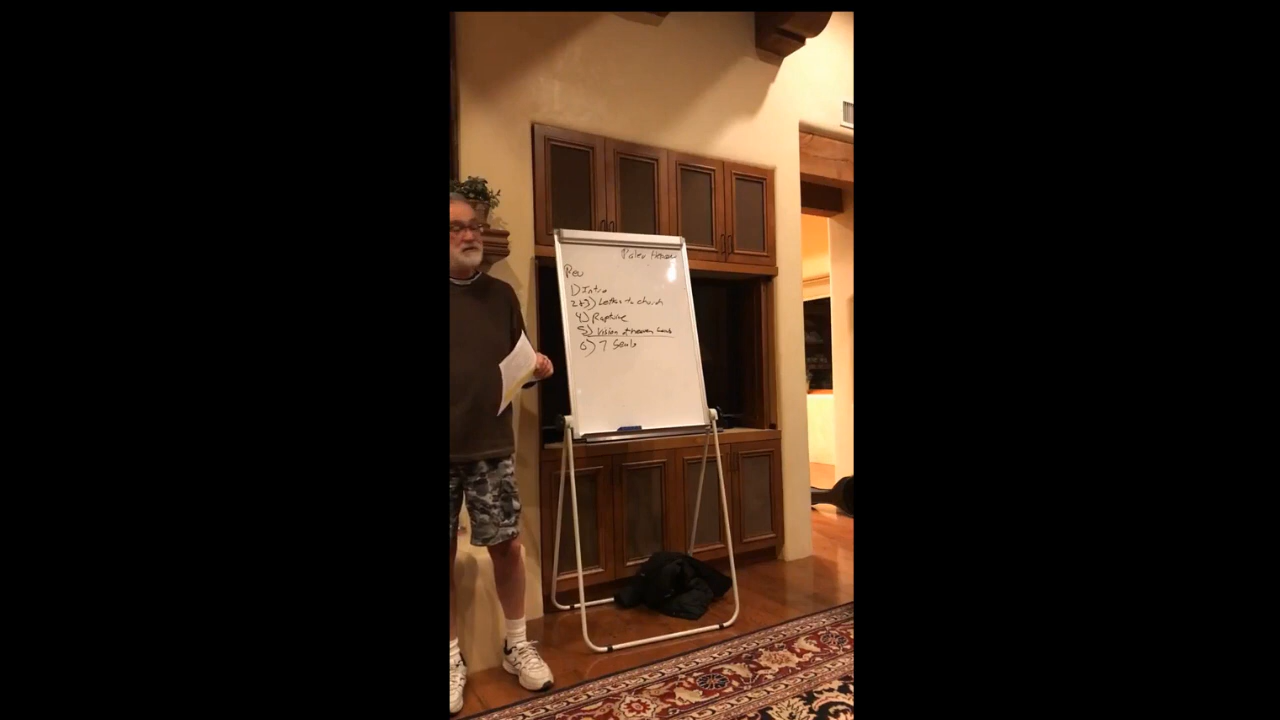 Rev
1) Intro
2+3) Letters to church
4) Rapture
5) Vision of heaven
6) 7 Seals